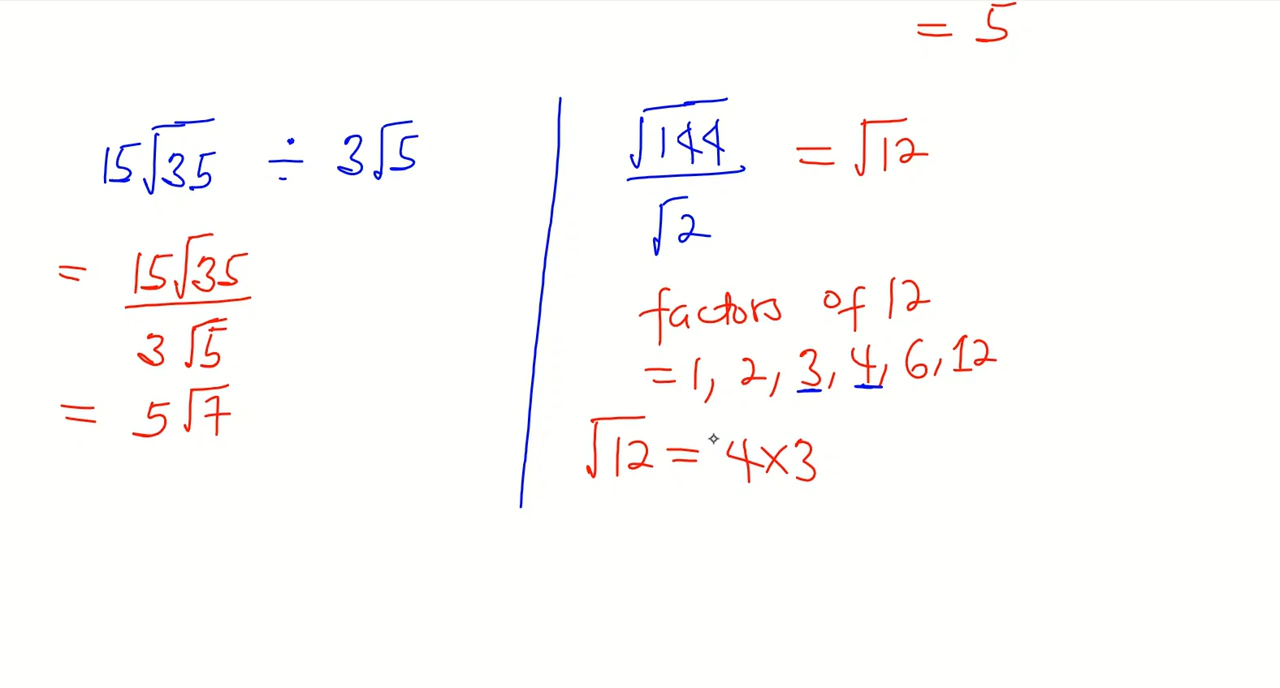 = 5
15√35 ÷ 3√5
= 15√35 / 3√5
= 5√7
√144 / √2 = √12
factors of 12
= 1, 2, 3, 4, 6, 12
√12 = 4×3